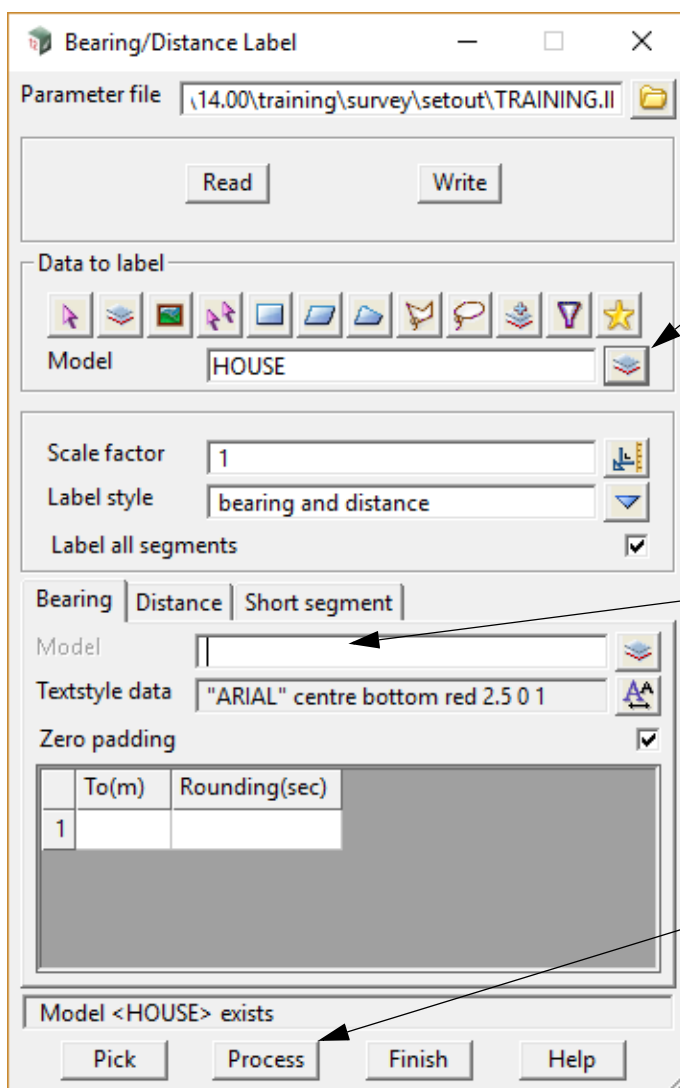 Bearing/Distance Label
Parameter file \14.00\training\survey\setout\TRAINING.II
Read Write
Data to label
Model HOUSE
Scale factor 1
Label style bearing and distance
Label all segments
Bearing Distance Short segment
Model
Textstyle data "ARIAL" centre bottom red 2.5 0 1
Zero padding
To(m) Rounding(sec)
1
Model <HOUSE> exists
Pick Process Finish Help